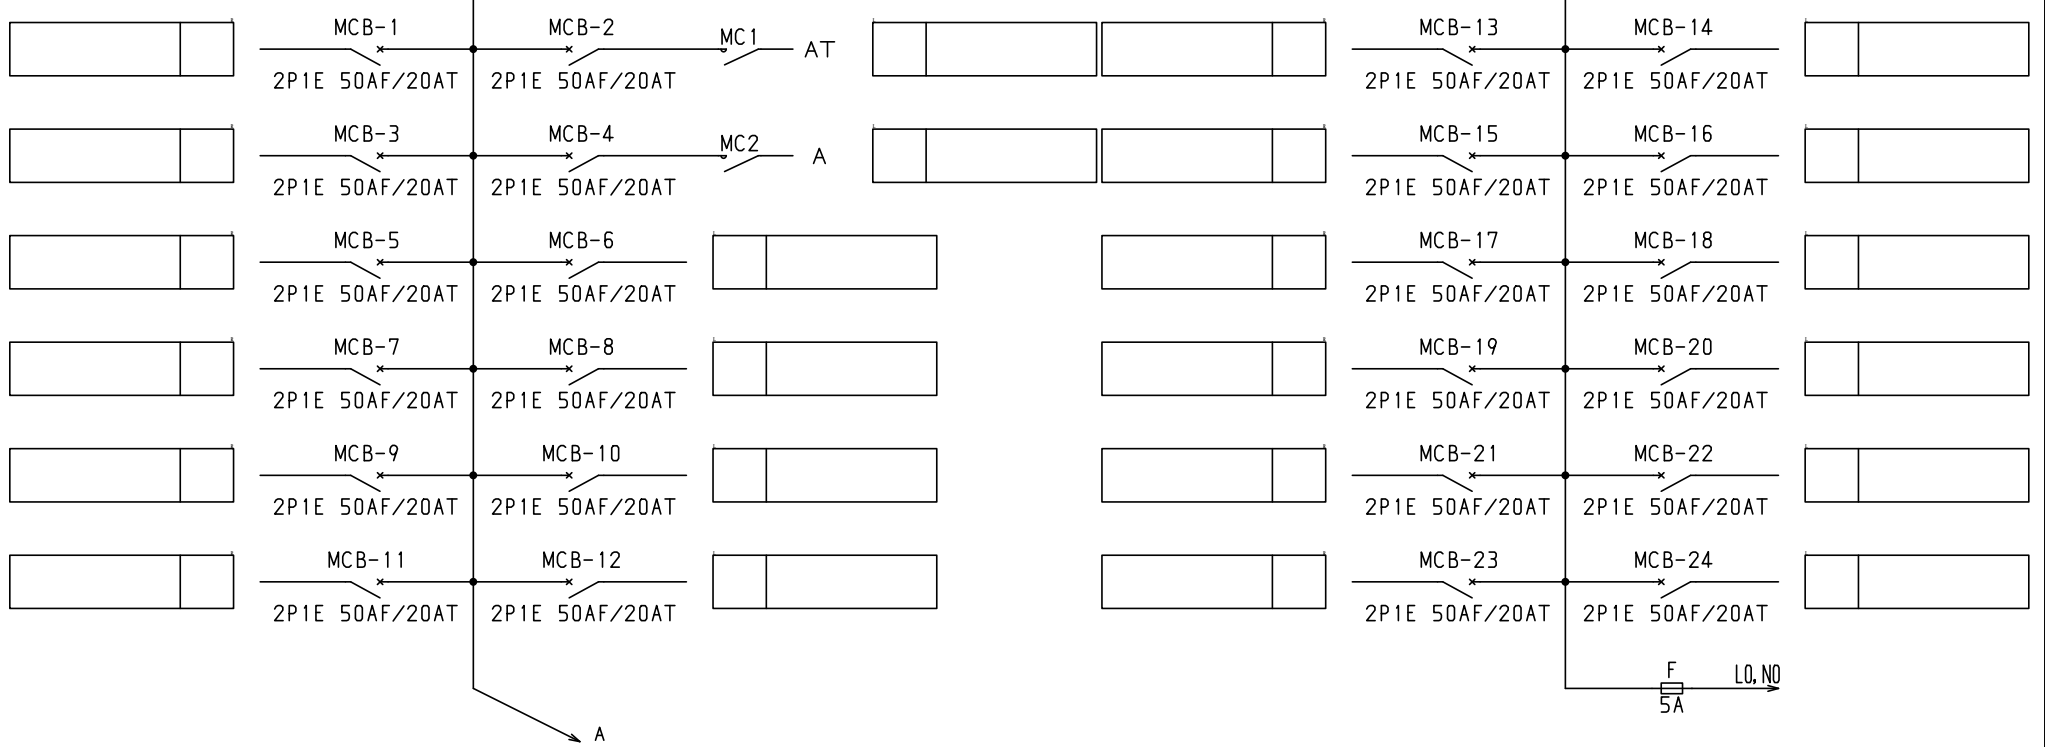 MCB-1 MCB-2 MC1 AT MCB-13 MCB-14
2P1E 50AF/20AT 2P1E 50AF/20AT 2P1E 50AF/20AT 2P1E 50AF/20AT
MCB-3 MCB-4 MC2 A MCB-15 MCB-16
2P1E 50AF/20AT 2P1E 50AF/20AT 2P1E 50AF/20AT 2P1E 50AF/20AT
MCB-5 MCB-6 MCB-17 MCB-18
2P1E 50AF/20AT 2P1E 50AF/20AT 2P1E 50AF/20AT 2P1E 50AF/20AT
MCB-7 MCB-8 MCB-19 MCB-20
2P1E 50AF/20AT 2P1E 50AF/20AT 2P1E 50AF/20AT 2P1E 50AF/20AT
MCB-9 MCB-10 MCB-21 MCB-22
2P1E 50AF/20AT 2P1E 50AF/20AT 2P1E 50AF/20AT 2P1E 50AF/20AT
MCB-11 MCB-12 MCB-23 MCB-24
2P1E 50AF/20AT 2P1E 50AF/20AT 2P1E 50AF/20AT 2P1E 50AF/20AT
F L0,N0
5A
A